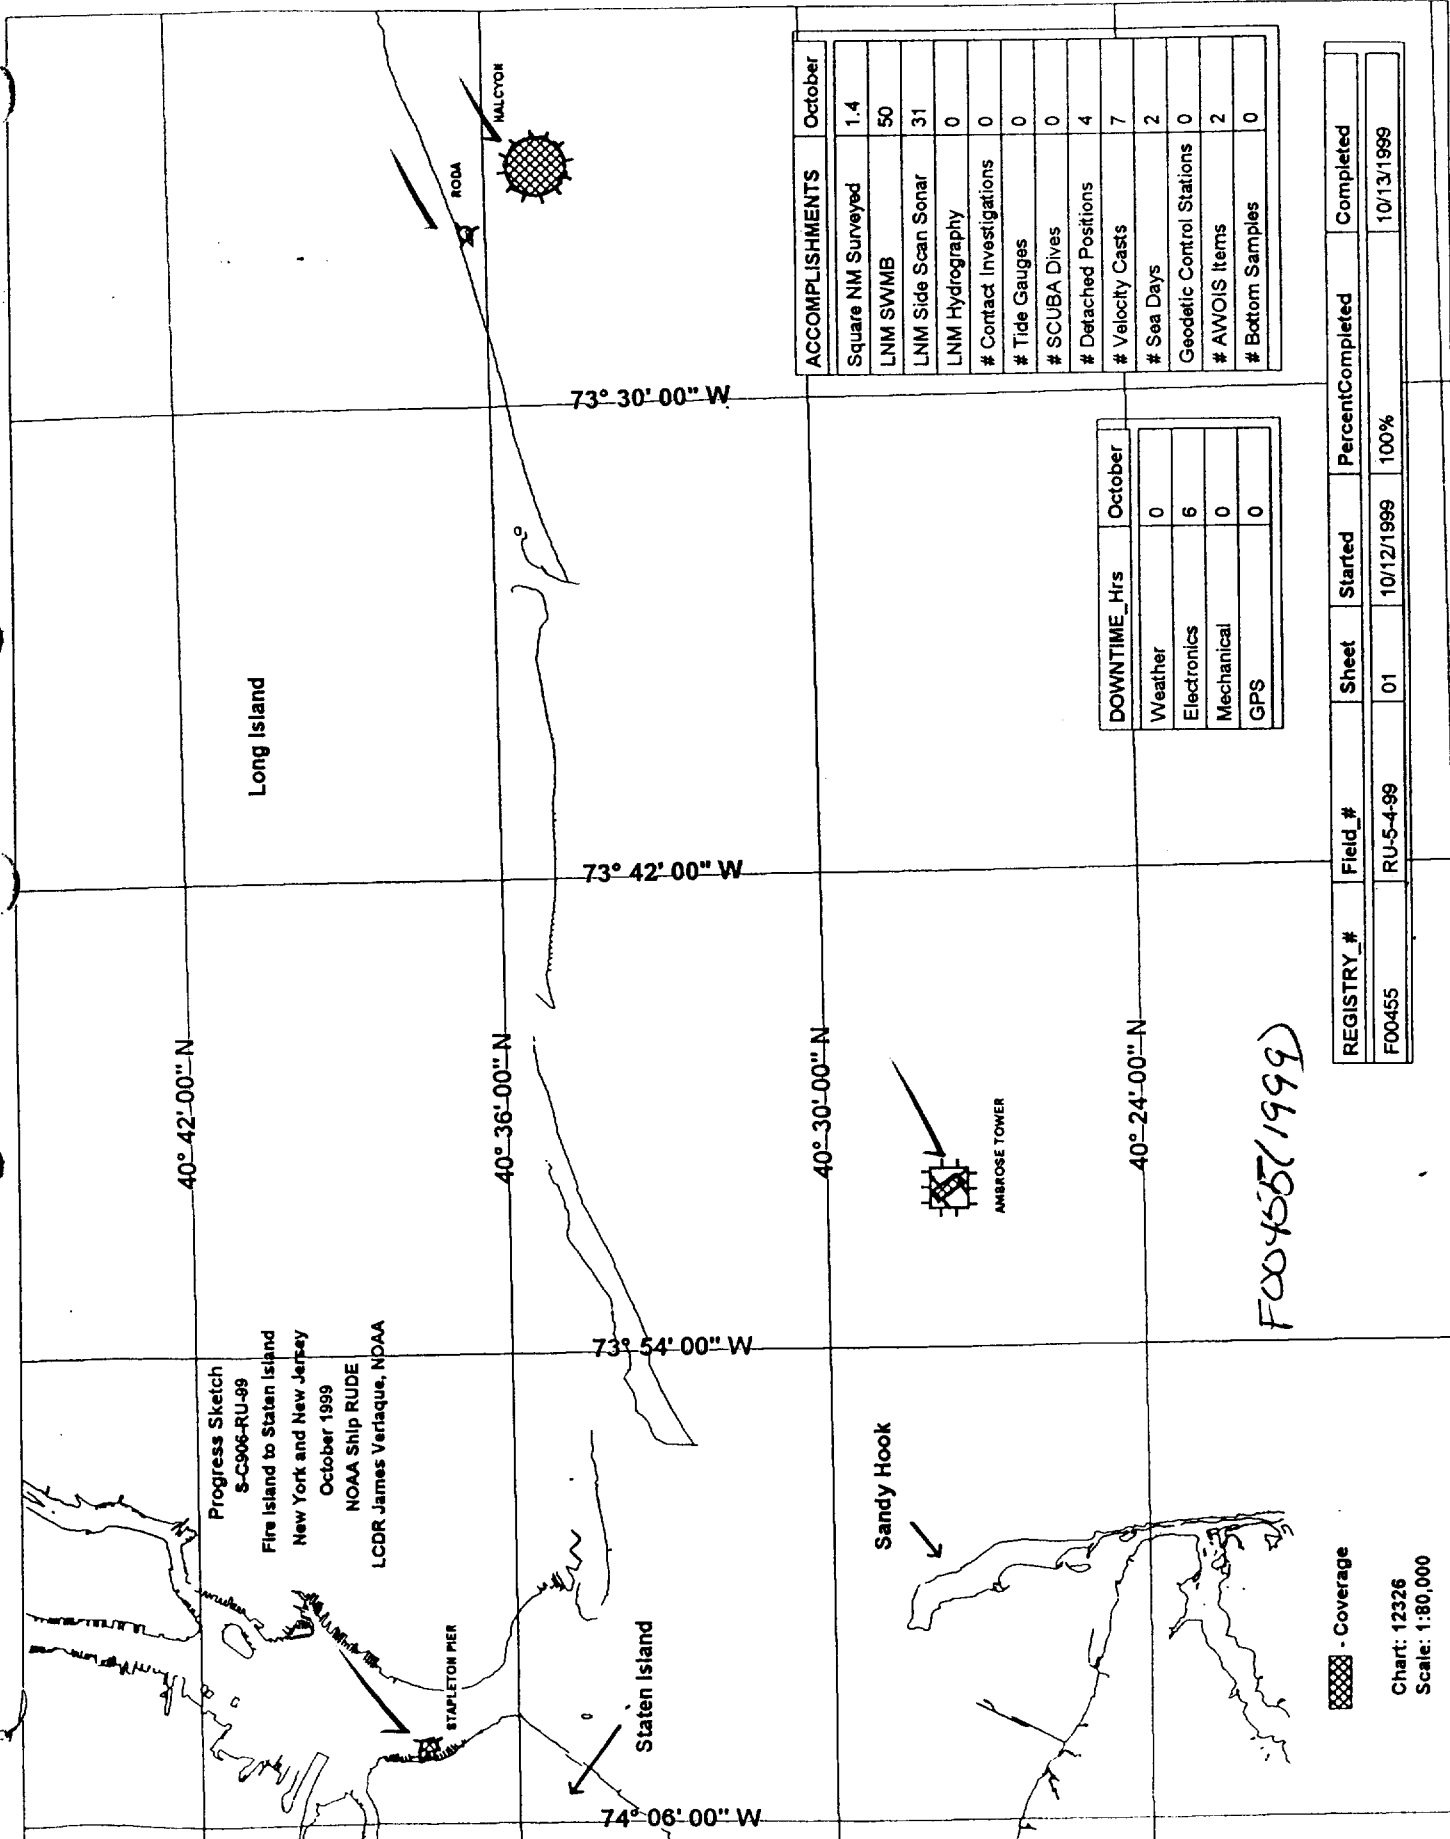 Progress Sketch
S-C906-RU-99
Fire Island to Staten Island
New York and New Jersey
October 1999
NOAA Ship RUDE
LCDR James Verlaque, NOAA
Long Island
HALCYON
RODA
STAPLETON PIER
Staten Island
Sandy Hook
AMBROSE TOWER
40° 42' 00" N
40° 36' 00" N
40° 30' 00" N
40° 24' 00" N
74° 06' 00" W
73° 54' 00" W
73° 42' 00" W
73° 30' 00" W
ACCOMPLISHMENTS October
Square NM Surveyed 1.4
LNM SWMB 50
LNM Side Scan Sonar 31
LNM Hydrography 0
# Contact Investigations 0
# Tide Gauges 0
# SCUBA Dives 0
# Detached Positions 4
# Velocity Casts 7
# Sea Days 2
Geodetic Control Stations 0
# AWOIS Items 2
# Bottom Samples 0
DOWNTIME_Hrs October
Weather 0
Electronics 6
Mechanical 0
GPS 0
F00455(1999)
REGISTRY_# Field_# Sheet Started PercentCompleted Completed
F00455 RU-5-4-99 01 10/12/1999 100% 10/13/1999
- Coverage
Chart: 12326
Scale: 1:80,000